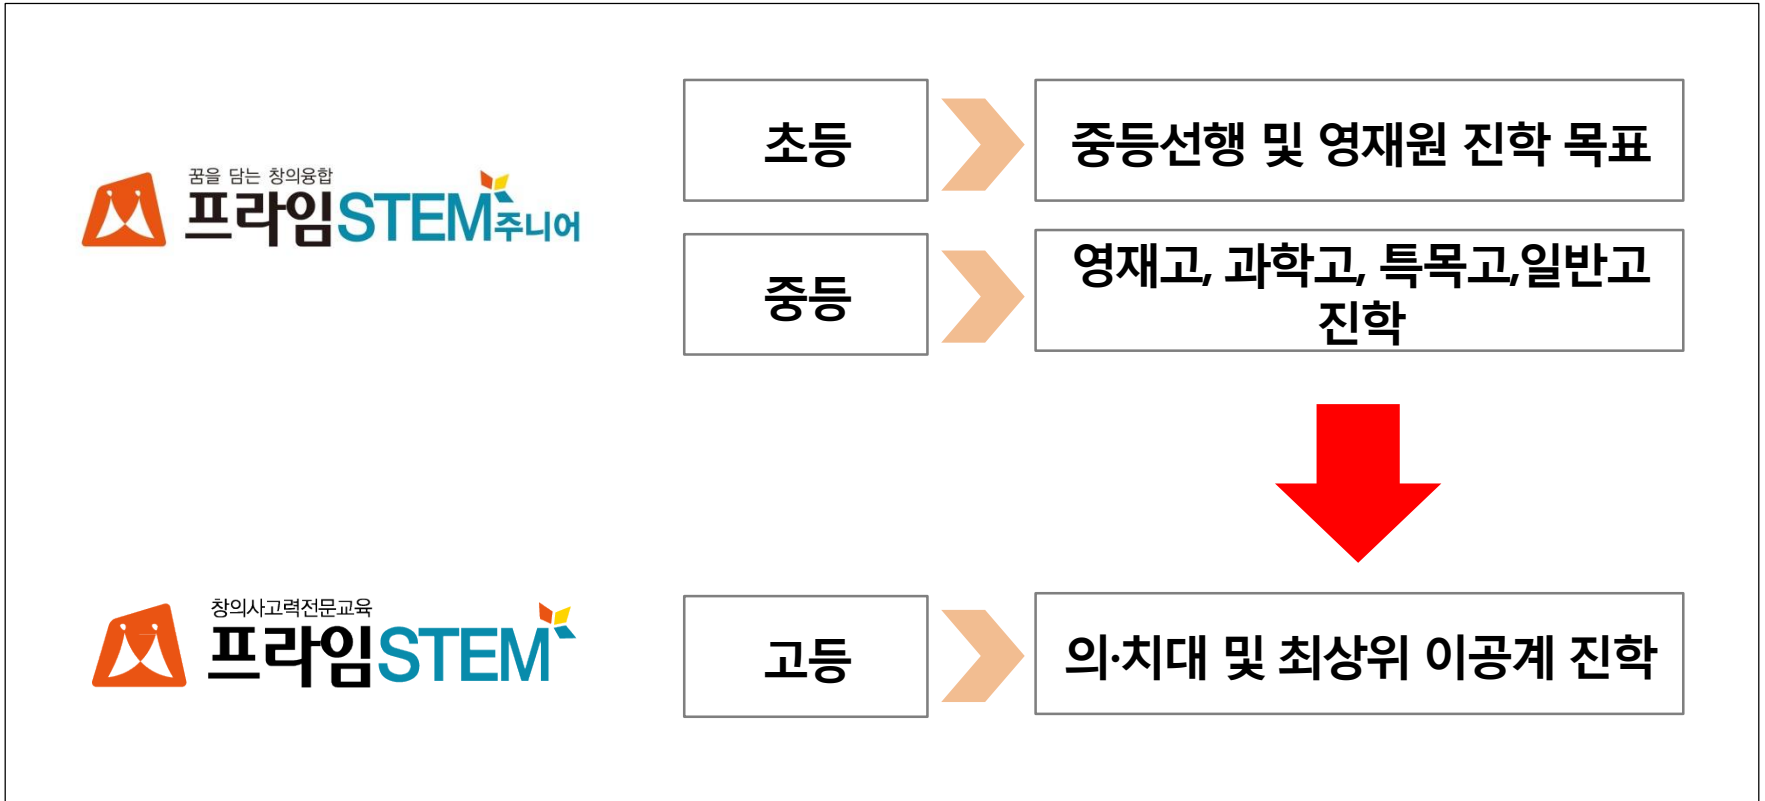 초등
중등선행 및 영재원 진학 목표
꿈을 담는 창의융합
프라임STEM주니어
중등
영재고, 과학고, 특목고,일반고
진학
창의사고력전문교육
프라임STEM
고등
의·치대 및 최상위 이공계 진학